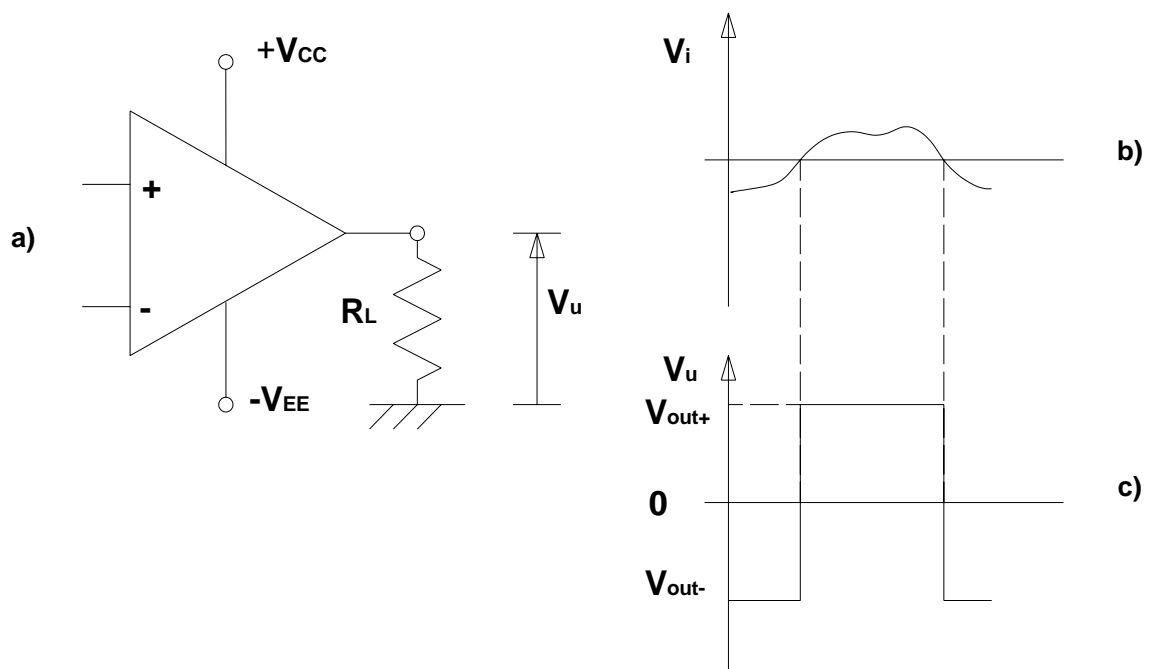 a)
+VCC
+
-
-VEE
RL
Vu
Vi
b)
Vu
Vout+
0
Vout-
c)